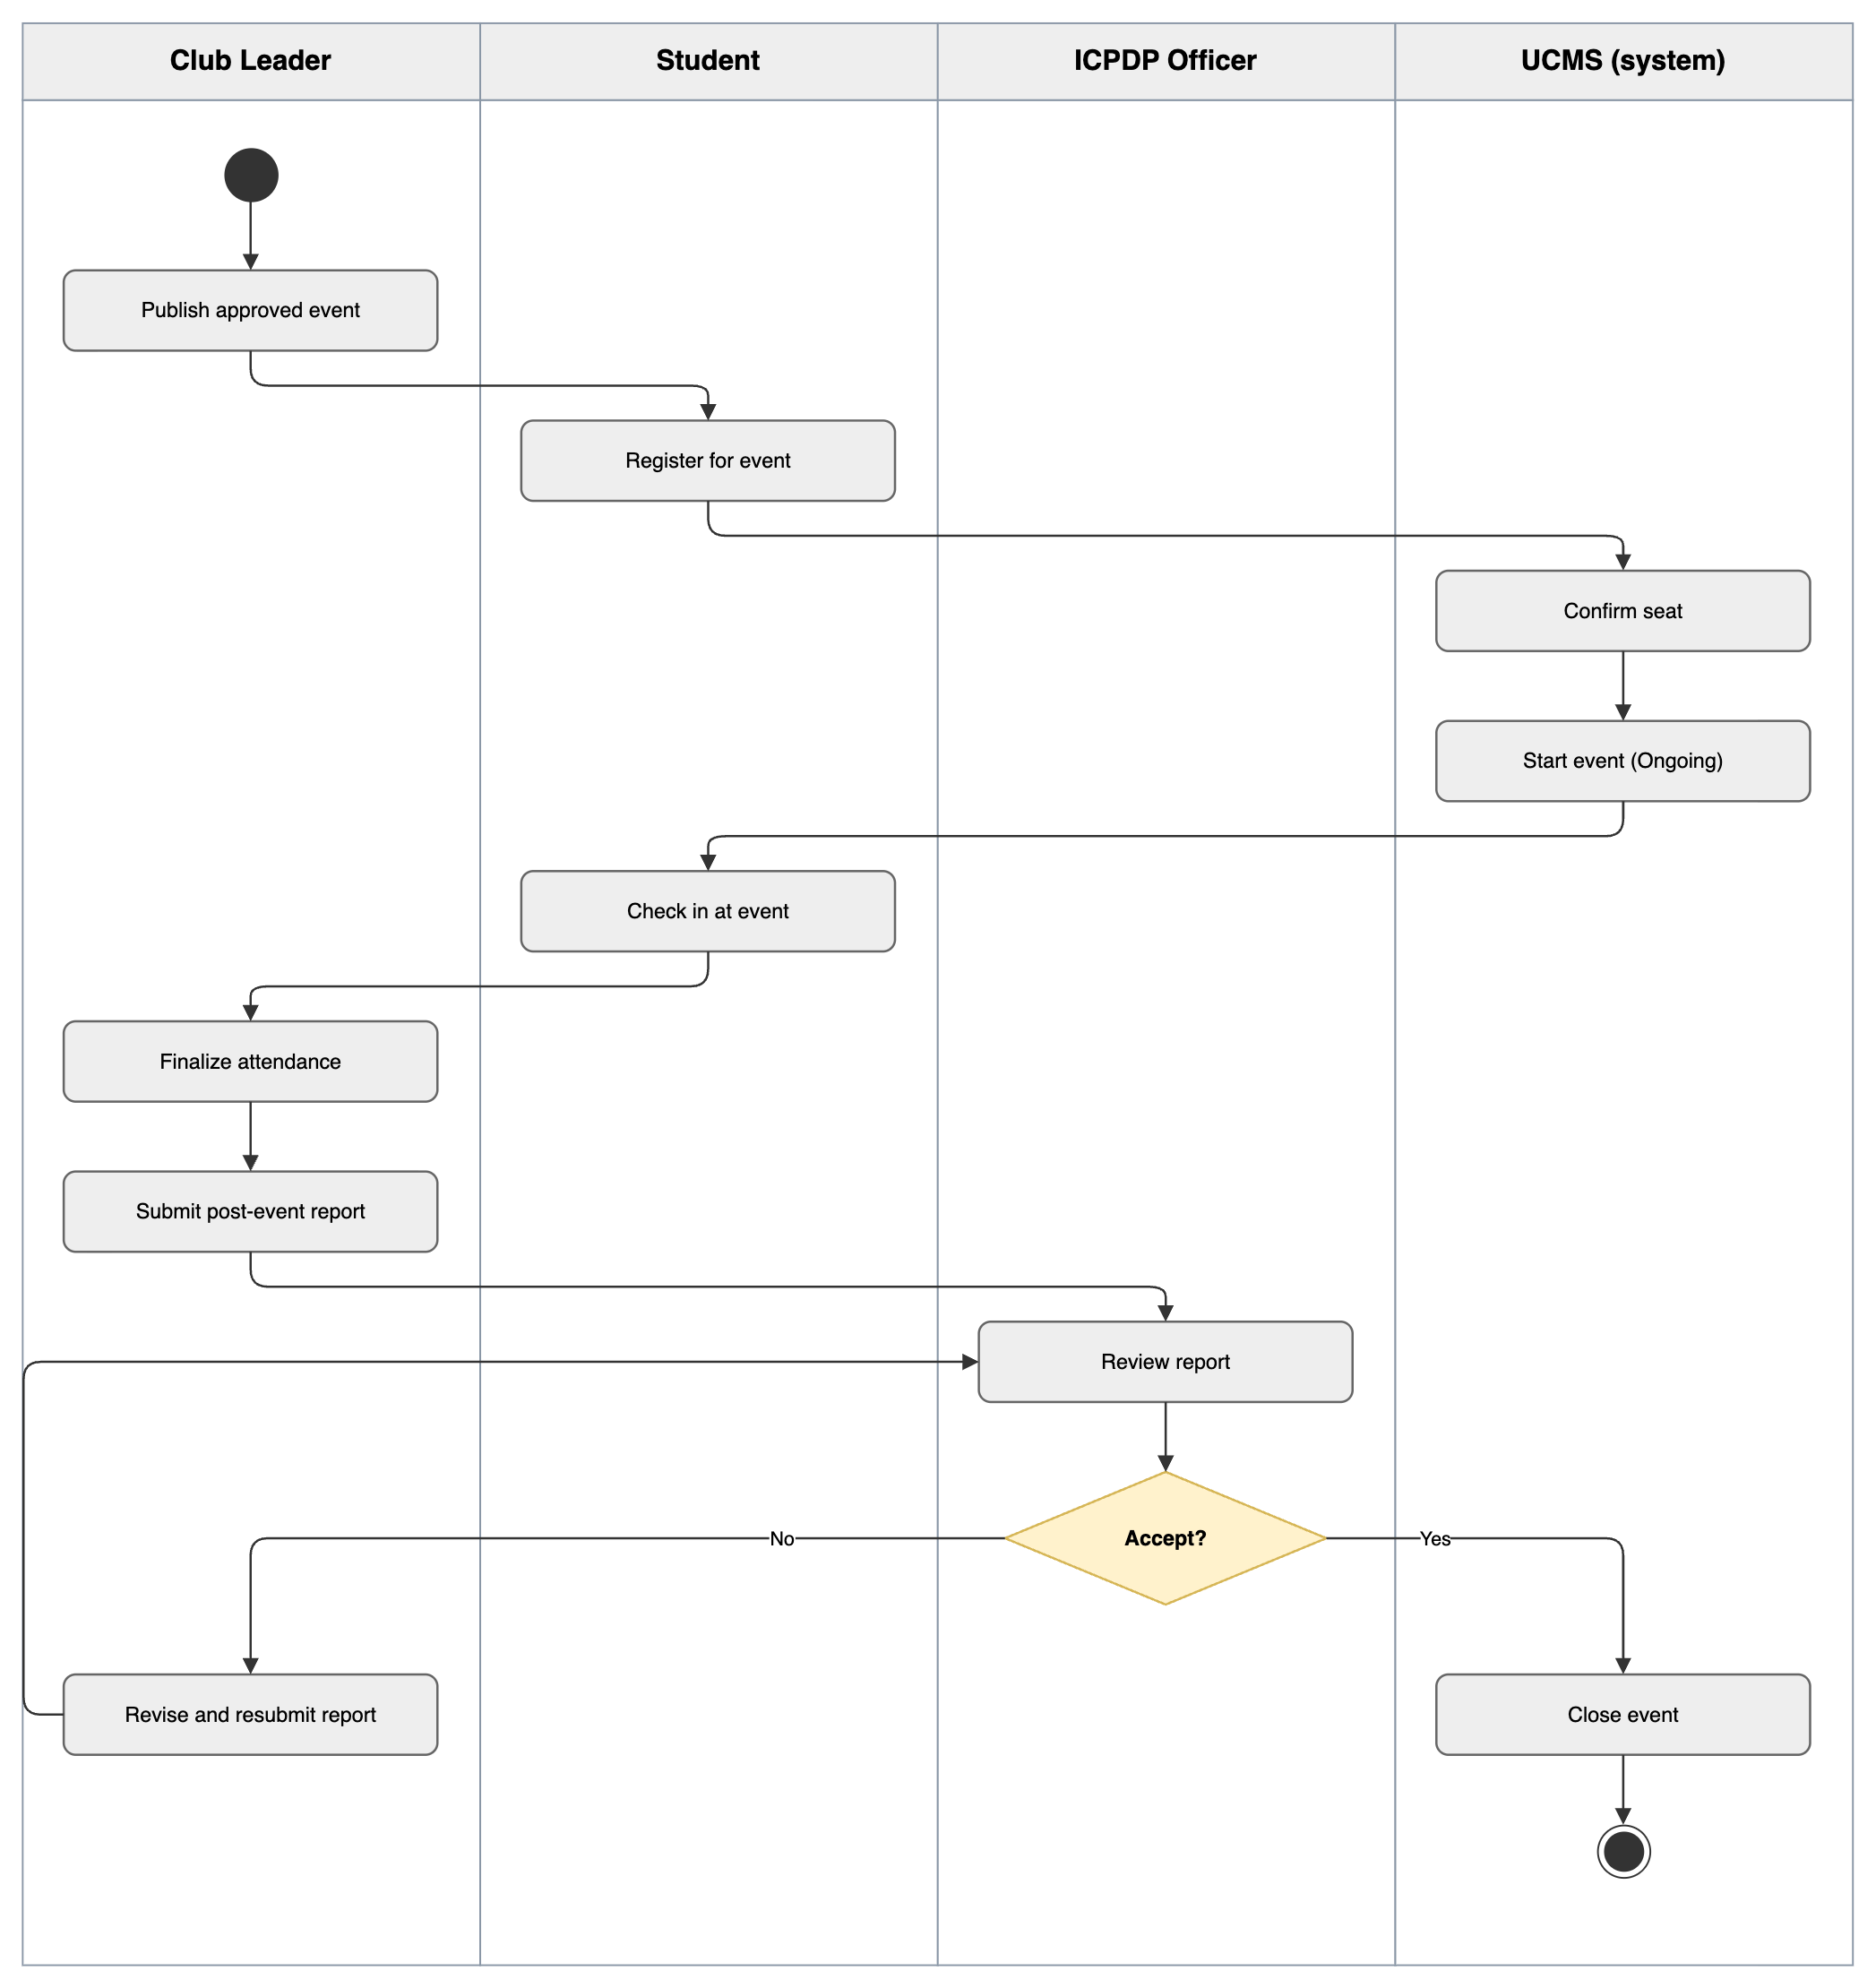 Club Leader
Student
ICPDP Officer
UCMS (system)
Publish approved event
Register for event
Confirm seat
Start event (Ongoing)
Check in at event
Finalize attendance
Submit post-event report
Review report
Accept?
No
Yes
Revise and resubmit report
Close event